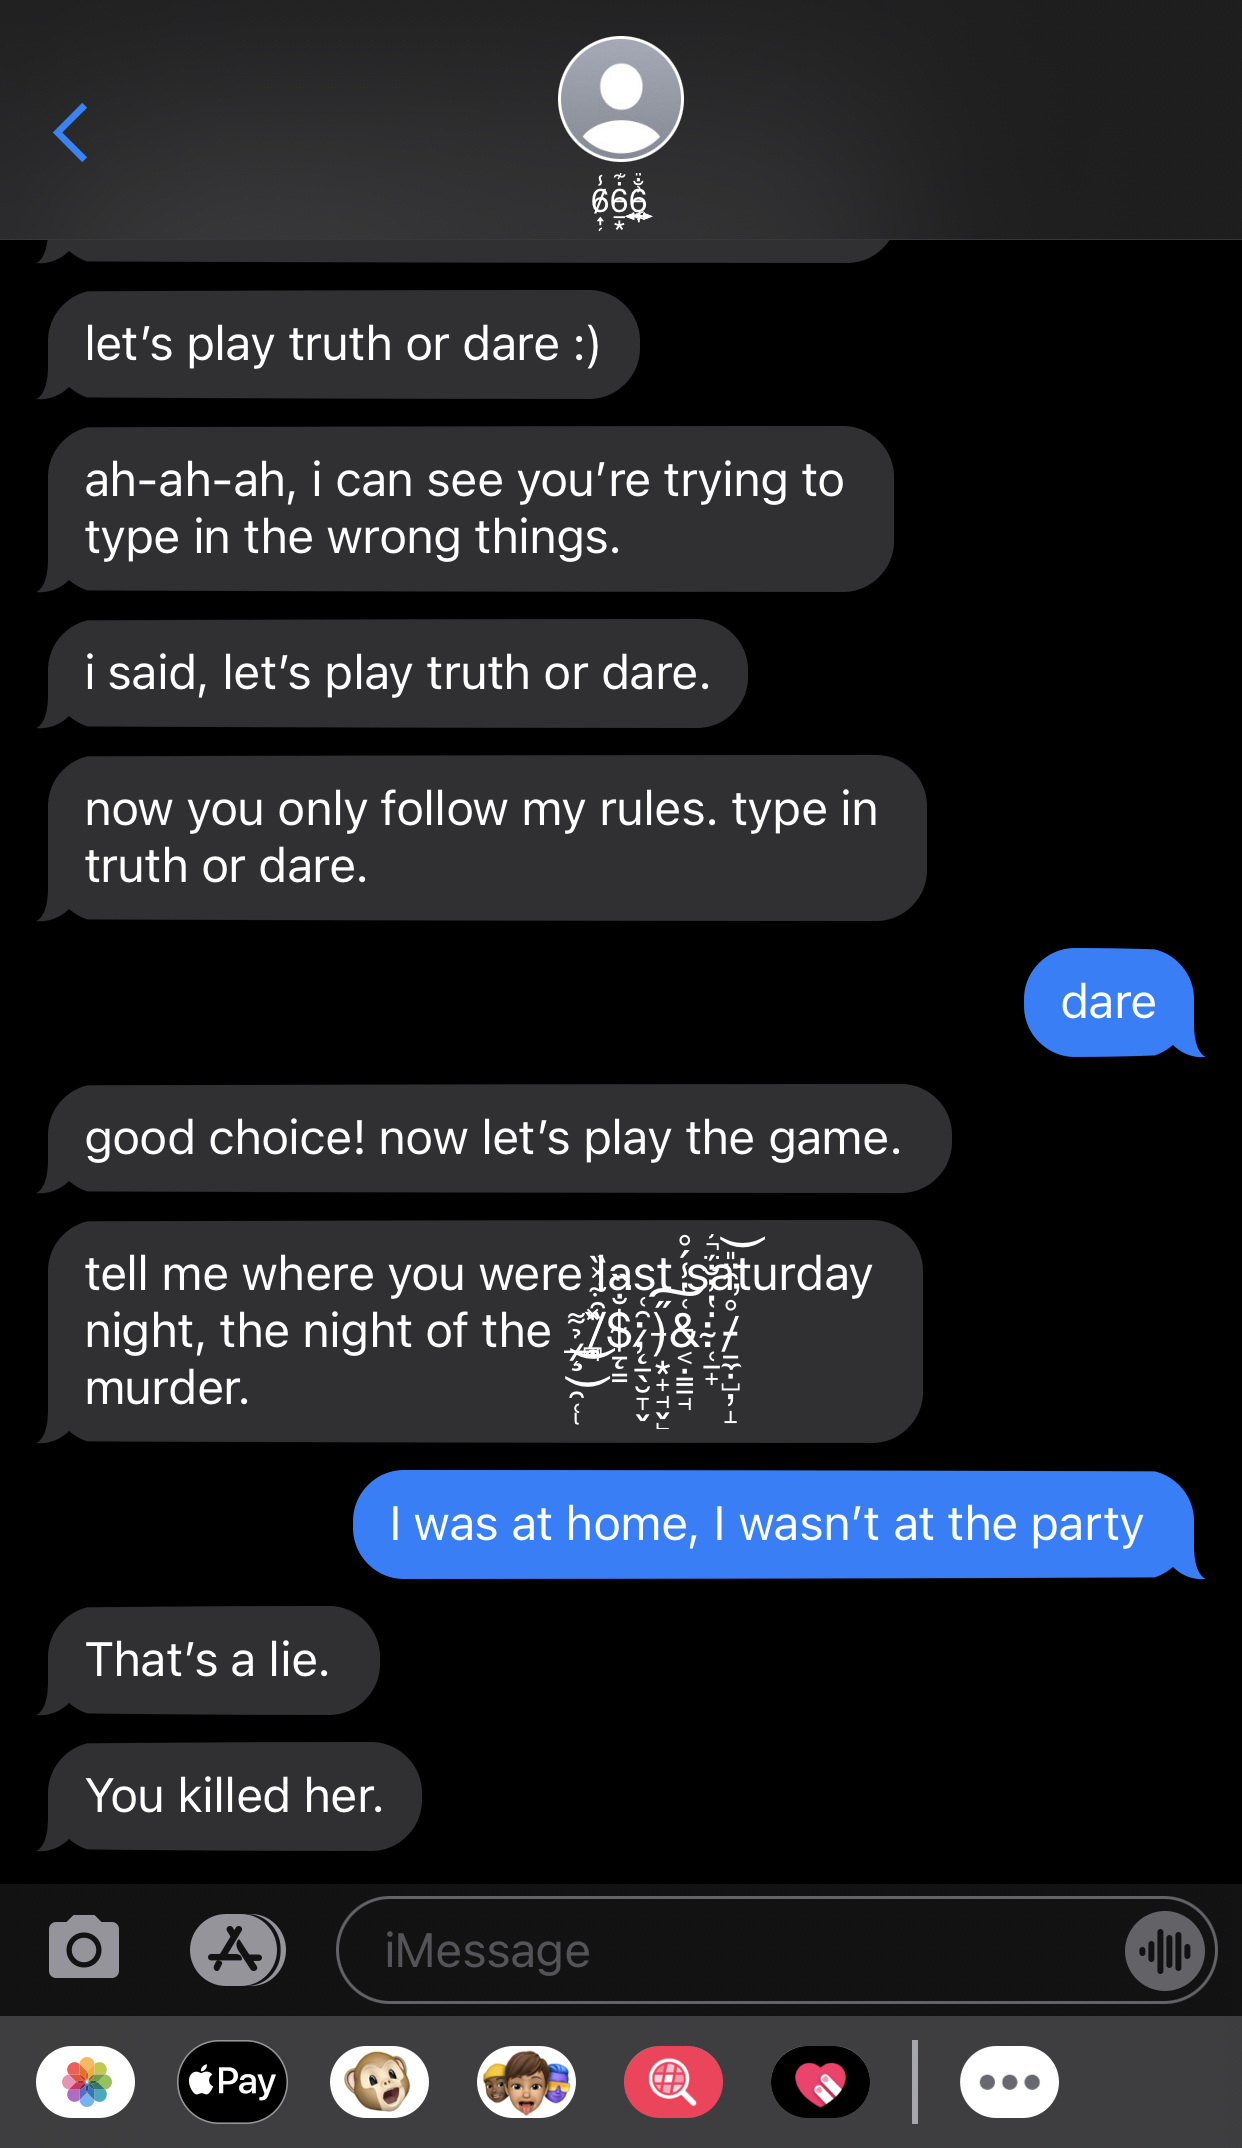 666
let’s play truth or dare :)
ah-ah-ah, i can see you’re trying to
type in the wrong things.
i said, let’s play truth or dare.
now you only follow my rules. type in
truth or dare.
dare
good choice! now let’s play the game.
tell me where you were last saturday
night, the night of the
murder.
I was at home, I wasn’t at the party
That’s a lie.
You killed her.
iMessage
Pay